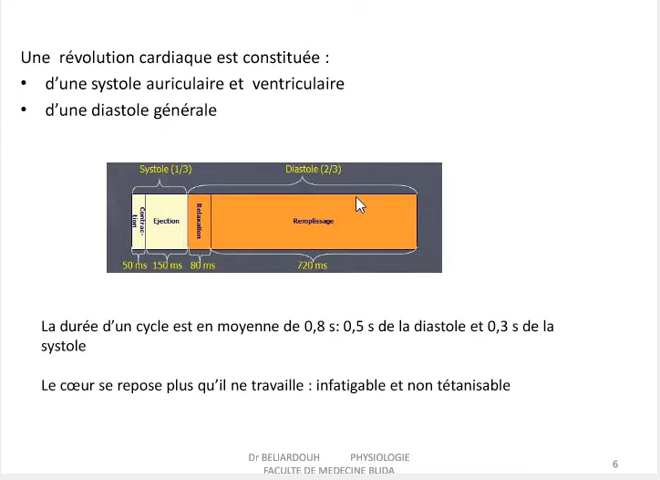 Une révolution cardiaque est constituée :
• d’une systole auriculaire et ventriculaire
• d’une diastole générale
Systole (1/3)
Diastole (2/3)
Contrac-
tion
Ejection
Relaxation
Remplissage
50 ms 150 ms 80 ms 720 ms
La durée d’un cycle est en moyenne de 0,8 s: 0,5 s de la diastole et 0,3 s de la
systole
Le cœur se repose plus qu’il ne travaille : infatigable et non tétanisable
Dr BELIARDOUH PHYSIOLOGIE
FACULTE DE MEDECINE BLIDA
6